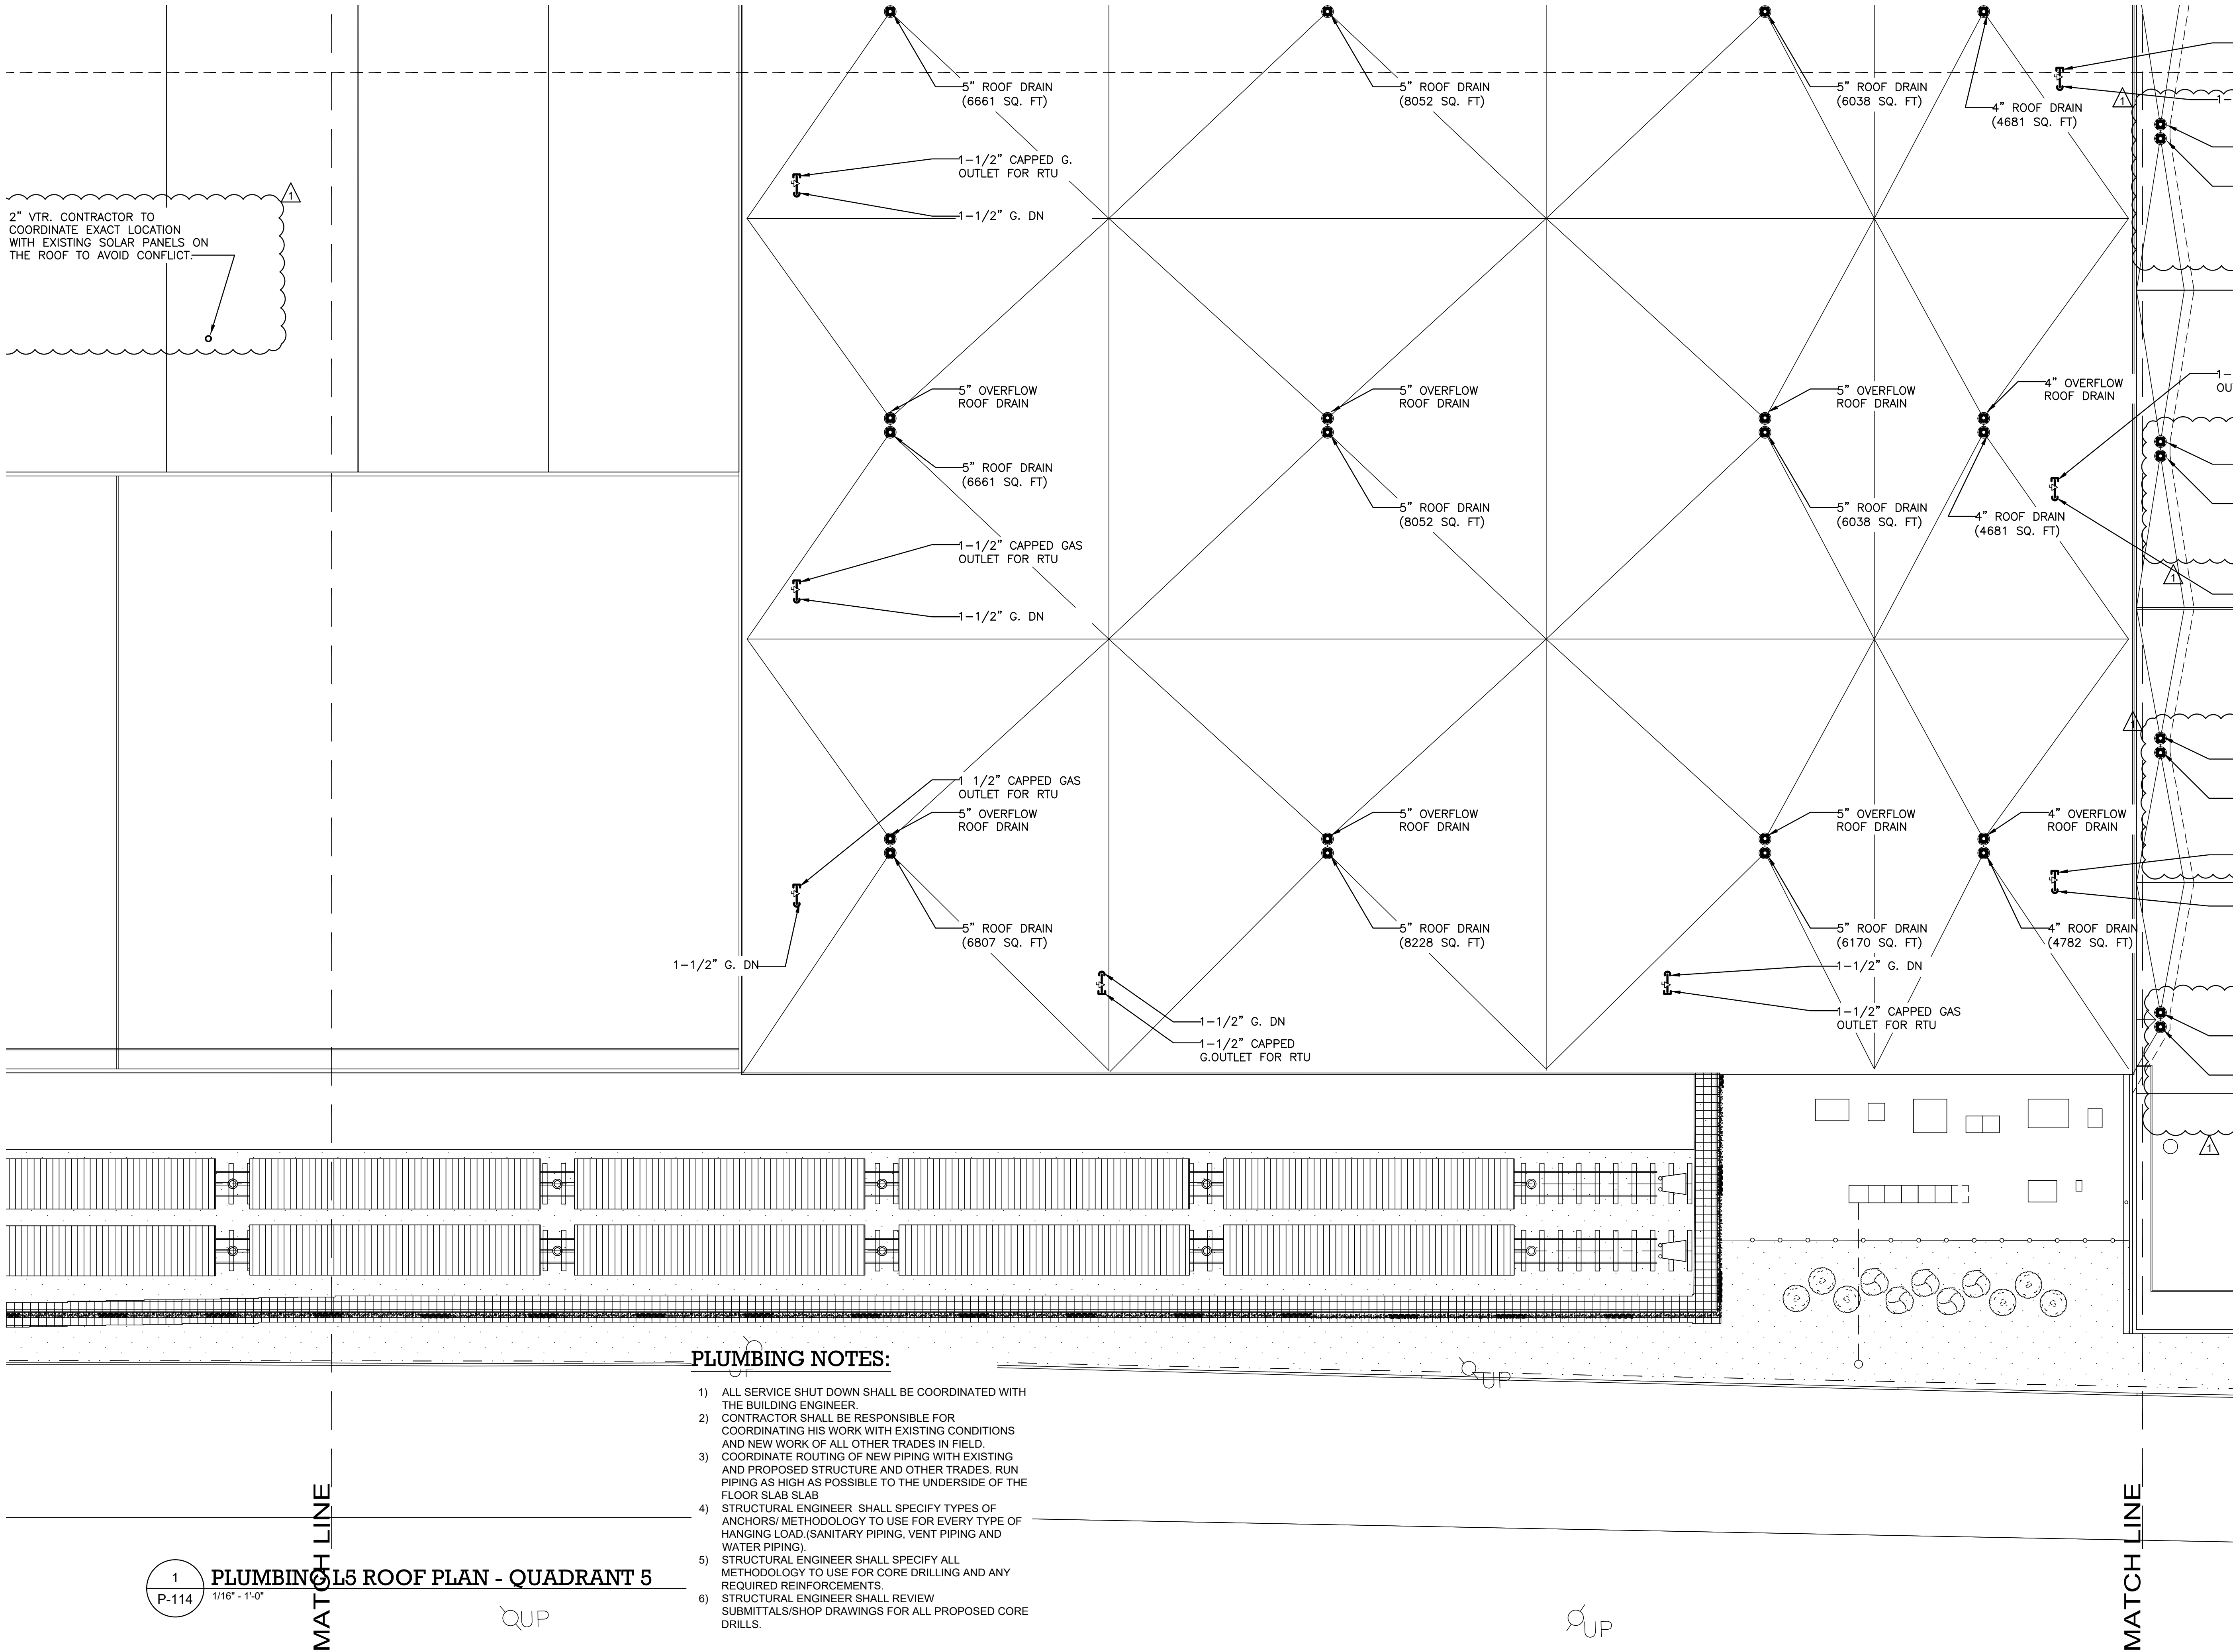 5” ROOF DRAIN
(6661 SQ. FT)
5” ROOF DRAIN
(8052 SQ. FT)
5” ROOF DRAIN
(6038 SQ. FT)
4” ROOF DRAIN
(4681 SQ. FT)
1
1-
1-1/2” CAPPED G.
OUTLET FOR RTU
1-1/2” G. DN
1
2” VTR. CONTRACTOR TO
COORDINATE EXACT LOCATION
WITH EXISTING SOLAR PANELS ON
THE ROOF TO AVOID CONFLICT.
5” OVERFLOW
ROOF DRAIN
5” OVERFLOW
ROOF DRAIN
5” OVERFLOW
ROOF DRAIN
4” OVERFLOW
ROOF DRAIN
1-
OU
5” ROOF DRAIN
(6661 SQ. FT)
5” ROOF DRAIN
(8052 SQ. FT)
5” ROOF DRAIN
(6038 SQ. FT)
4” ROOF DRAIN
(4681 SQ. FT)
1-1/2” CAPPED GAS
OUTLET FOR RTU
1-1/2” G. DN
1
1
1 1/2” CAPPED GAS
OUTLET FOR RTU
5” OVERFLOW
ROOF DRAIN
5” OVERFLOW
ROOF DRAIN
5” OVERFLOW
ROOF DRAIN
4” OVERFLOW
ROOF DRAIN
5” ROOF DRAIN
(6807 SQ. FT)
5” ROOF DRAIN
(8228 SQ. FT)
5” ROOF DRAIN
(6170 SQ. FT)
4” ROOF DRAIN
(4782 SQ. FT)
1-1/2” G. DN
1-1/2” G. DN
1-1/2” CAPPED GAS
OUTLET FOR RTU
1-1/2” G. DN
1-1/2” CAPPED
G.OUTLET FOR RTU
1
UP
UP
PLUMBING NOTES:
1) ALL SERVICE SHUT DOWN SHALL BE COORDINATED WITH
THE BUILDING ENGINEER.
2) CONTRACTOR SHALL BE RESPONSIBLE FOR
COORDINATING HIS WORK WITH EXISTING CONDITIONS
AND NEW WORK OF ALL OTHER TRADES IN FIELD.
3) COORDINATE ROUTING OF NEW PIPING WITH EXISTING
AND PROPOSED STRUCTURE AND OTHER TRADES. RUN
PIPING AS HIGH AS POSSIBLE TO THE UNDERSIDE OF THE
FLOOR SLAB SLAB
4) STRUCTURAL ENGINEER SHALL SPECIFY TYPES OF
ANCHORS/ METHODOLOGY TO USE FOR EVERY TYPE OF
HANGING LOAD.(SANITARY PIPING, VENT PIPING AND
WATER PIPING).
5) STRUCTURAL ENGINEER SHALL SPECIFY ALL
METHODOLOGY TO USE FOR CORE DRILLING AND ANY
REQUIRED REINFORCEMENTS.
6) STRUCTURAL ENGINEER SHALL REVIEW
SUBMITTALS/SHOP DRAWINGS FOR ALL PROPOSED CORE
DRILLS.
MATCH LINE
MATCH LINE
1
P-114
PLUMBING L5 ROOF PLAN - QUADRANT 5
1/16" - 1'-0"
UP
UP